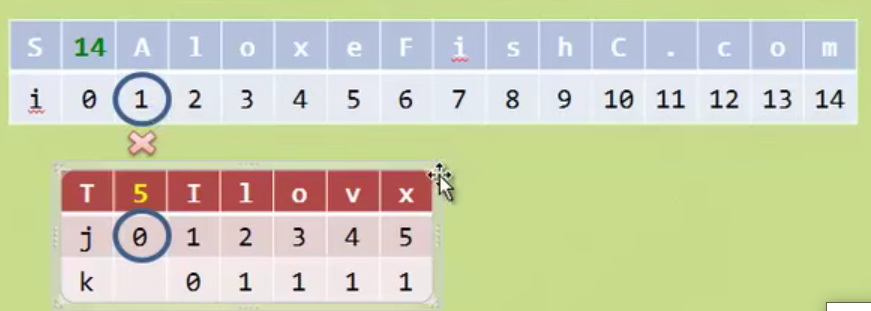 S 14 A l o x e F i s h C . c o m
i 0 1 2 3 4 5 6 7 8 9 10 11 12 13 14
T 5 I l o v x
j 0 1 2 3 4 5
k 0 1 1 1 1